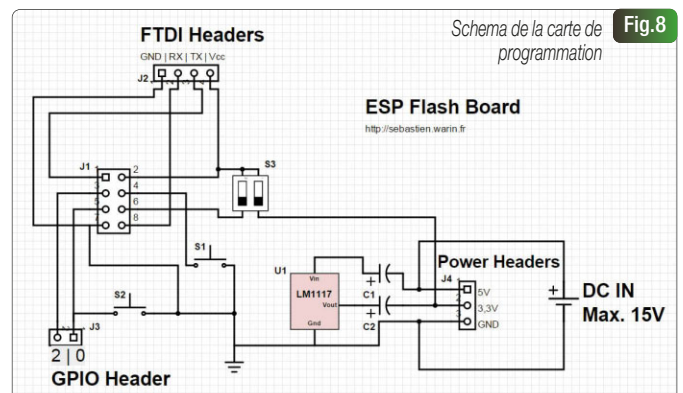 Schema de la carte de
programmation
Fig.8
FTDI Headers
GND | RX | TX | Vcc
J2
ESP Flash Board
http://sebastien.warin.fr
J1
1
2
3
4
5
6
7
8
S3
S1
S2
U1
Vin
LM1117
Vout
Gnd
+
C1
+
C2
Power Headers
J4
1
5V
2
3,3V
3
GND
+
DC IN
Max. 15V
J3
2 | 0
GPIO Header